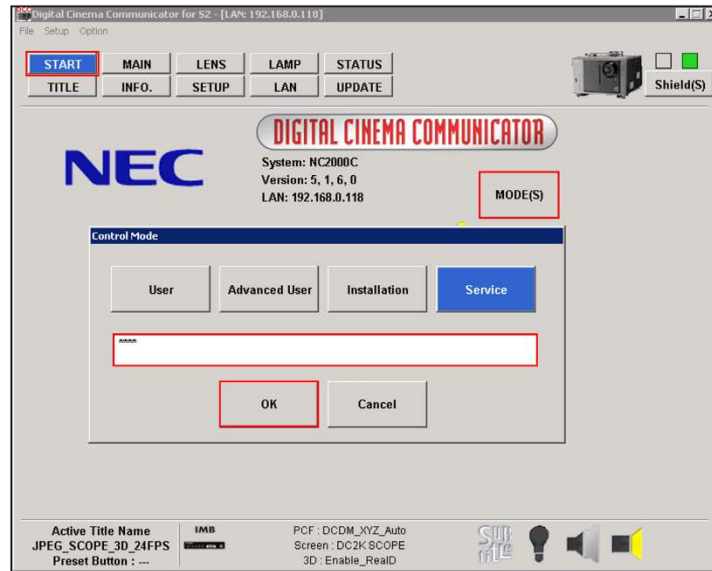 Digital Cinema Communicator for S2 - [LAN: 192.168.0.118]
File Setup Option
START MAIN LENS LAMP STATUS
TITLE INFO. SETUP LAN UPDATE
Shield(S)
NEC
DIGITAL CINEMA COMMUNICATOR
System: NC2000C
Version: 5, 1, 6, 0
LAN: 192.168.0.118
MODE(S)
Control Mode
User Advanced User Installation Service
****
OK Cancel
Active Title Name
JPEG_SCOPE_3D_24FPS
Preset Button : ---
IMB
PCF : DCDM_XYZ_Auto
Screen : DC2K SCOPE
3D : Enable_RealD
SUB
TITLE